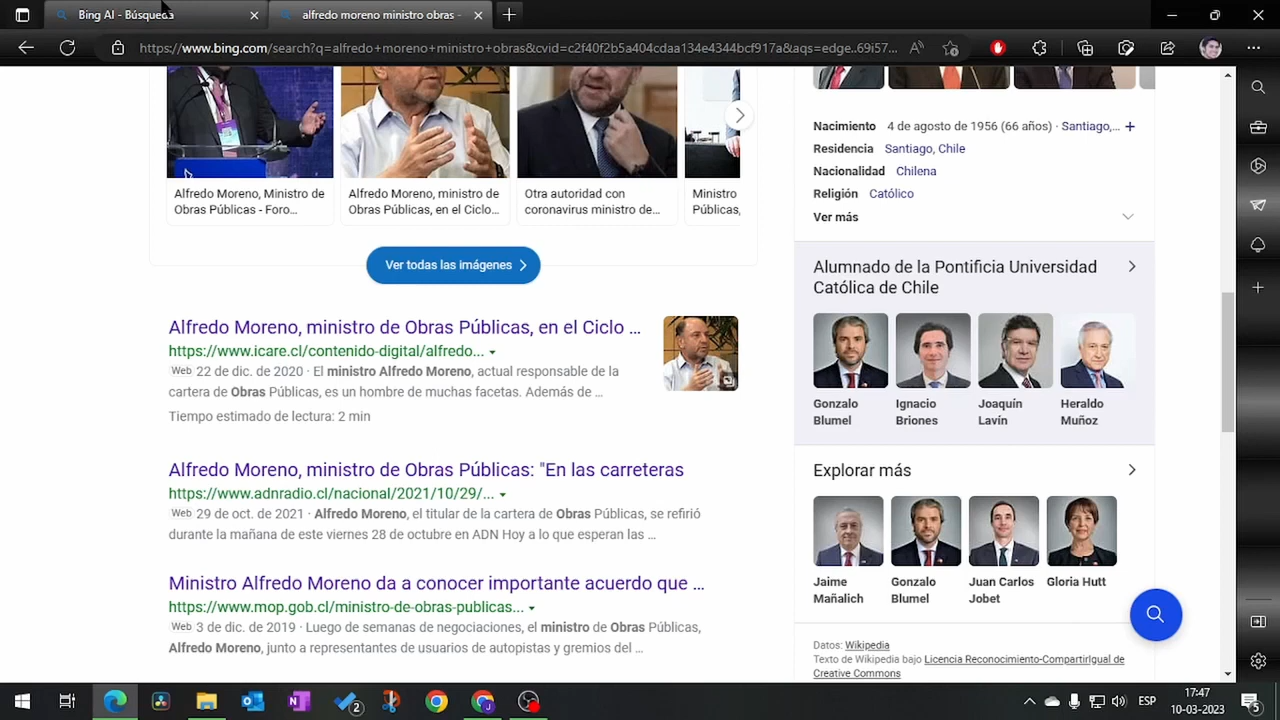 Bing AI - Búsqueda
alfredo moreno ministro obras -
https://www.bing.com/search?q=alfredo+moreno+ministro+obras&cvid=c2f40f2b5a404cdaa134e4344bcf917a&aqs=edge..69i57...
Alfredo Moreno, Ministro de
Obras Públicas - Foro...
Alfredo Moreno, ministro de
Obras Públicas, en el Ciclo...
Otra autoridad con
coronavirus ministro de...
Ministro
Públicas,
Ver todas las imágenes
Alfredo Moreno, ministro de Obras Públicas, en el Ciclo ...
https://www.icare.cl/contenido-digital/alfredo...
Web 22 de dic. de 2020 · El ministro Alfredo Moreno, actual responsable de la
cartera de Obras Públicas, es un hombre de muchas facetas. Además de ...
Tiempo estimado de lectura: 2 min
Alfredo Moreno, ministro de Obras Públicas: "En las carreteras
https://www.adnradio.cl/nacional/2021/10/29/...
Web 29 de oct. de 2021 · Alfredo Moreno, el titular de la cartera de Obras Públicas, se refirió
durante la mañana de este viernes 28 de octubre en ADN Hoy a lo que esperan las ...
Ministro Alfredo Moreno da a conocer importante acuerdo que ...
https://www.mop.gob.cl/ministro-de-obras-publicas...
Web 3 de dic. de 2019 · Luego de semanas de negociaciones, el ministro de Obras Públicas,
Alfredo Moreno, junto a representantes de usuarios de autopistas y gremios del ...
Nacimiento 4 de agosto de 1956 (66 años) · Santiago,... +
Residencia Santiago, Chile
Nacionalidad Chilena
Religión Católico
Ver más
Alumnado de la Pontificia Universidad
Católica de Chile
Gonzalo
Blumel
Ignacio
Briones
Joaquín
Lavín
Heraldo
Muñoz
Explorar más
Jaime
Mañalich
Gonzalo
Blumel
Juan Carlos
Jobet
Gloria Hutt
Datos: Wikipedia
Texto de Wikipedia bajo Licencia Reconocimiento-CompartirIgual de
Creative Commons
2
ESP
17:47
10-03-2023
5